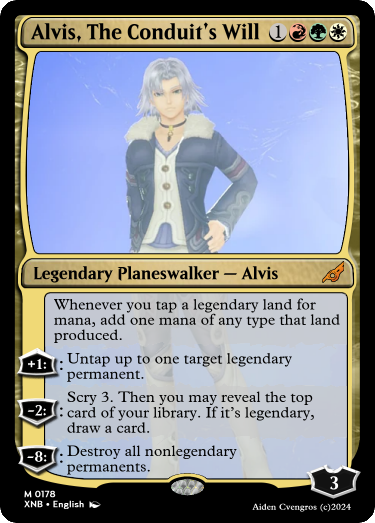 Alvis, The Conduit's Will 1
Legendary Planeswalker — Alvis
Whenever you tap a legendary land for
mana, add one mana of any type that land
produced.
+1: : Untap up to one target legendary
permanent.
-2: : Scry 3. Then you may reveal the top
card of your library. If it's legendary,
draw a card.
-8: : Destroy all nonlegendary
permanents.
3
M 0178
XNB • English
Aiden Cvengros (c)2024